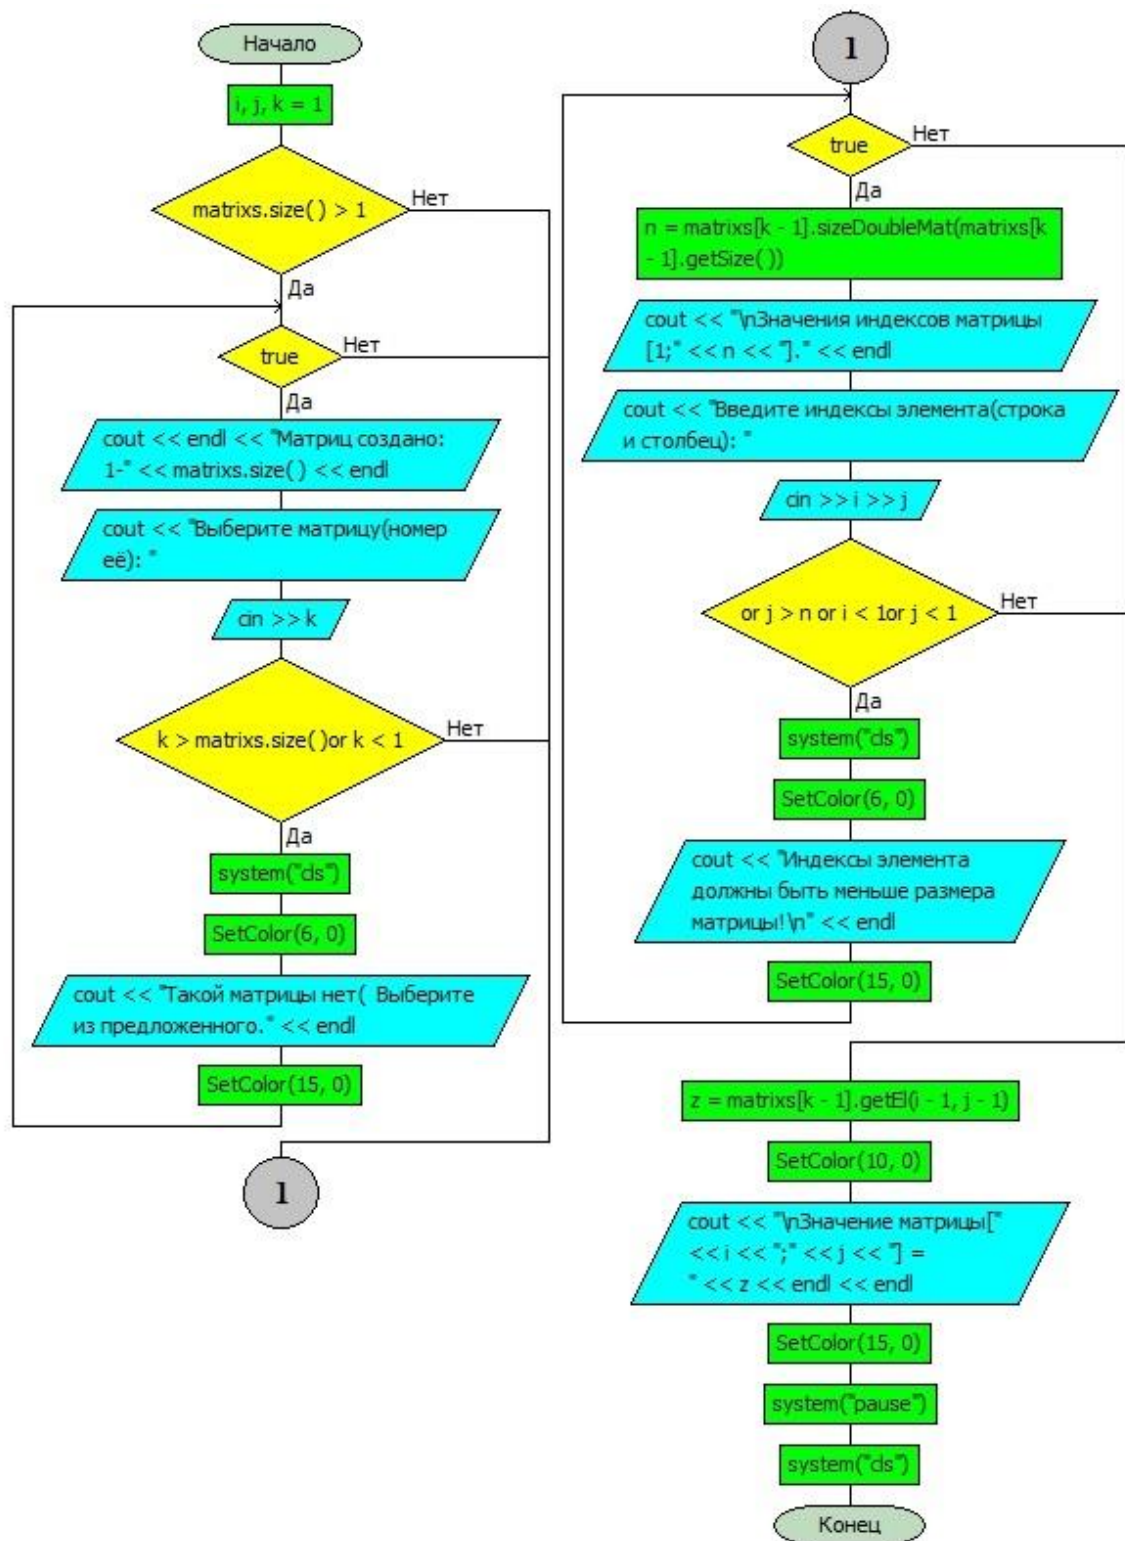 Начало
i, j, k = 1
matrixs.size() > 1
Нет
Да
true
Нет
Да
cout << endl << "Матриц создано:
1-" << matrixs.size() << endl
cout << "Выберите матрицу(номер
её): "
cin >> k
k > matrixs.size()or k < 1
Нет
Да
system("cls")
SetColor(6, 0)
cout << "Такой матрицы нет(  Выберите
из предложенного." << endl
SetColor(15, 0)
1
1
true
Нет
Да
n = matrixs[k - 1].sizeDoubleMat(matrixs[k
- 1].getSize())
cout << "\nЗначения индексов матрицы
[1;" << n << "]." << endl
cout << "Введите индексы элемента(строка
и столбец): "
cin >> i >> j
or j > n or i < 1or j < 1
Нет
Да
system("cls")
SetColor(6, 0)
cout << "Индексы элемента
должны быть меньше размера
матрицы!\n" << endl
SetColor(15, 0)
z = matrixs[k - 1].getEl(i - 1, j - 1)
SetColor(10, 0)
cout << "\nЗначение матрицы["
<< i << ";" << j << "] =
" << z << endl << endl
SetColor(15, 0)
system("pause")
system("cls")
Конец